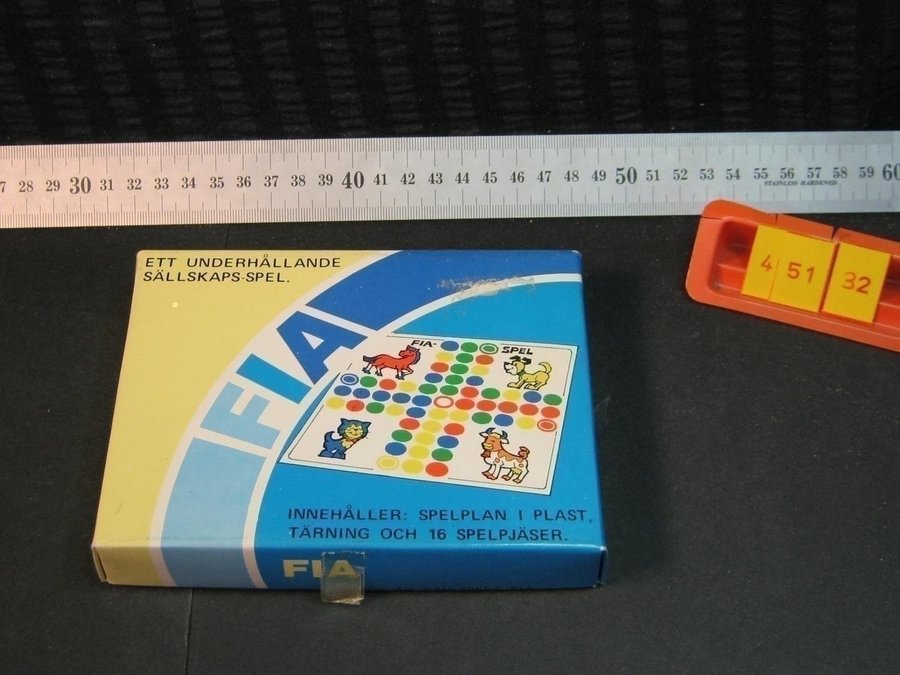 7 28 29 30 31 32 33 34 35 36 37 38 39 40 41 42 43 44 45 46 47 48 49 50 51 52 53 54 55 56 57 58 59 60
STAINLESS HARDENED
4 51 32
ETT UNDERHÅLLANDE
SÄLLSKAPS-SPEL.
FIA
FIA- SPEL
INNEHÅLLER: SPELPLAN I PLAST,
TÄRNING OCH 16 SPELPJÄSER.
FIA